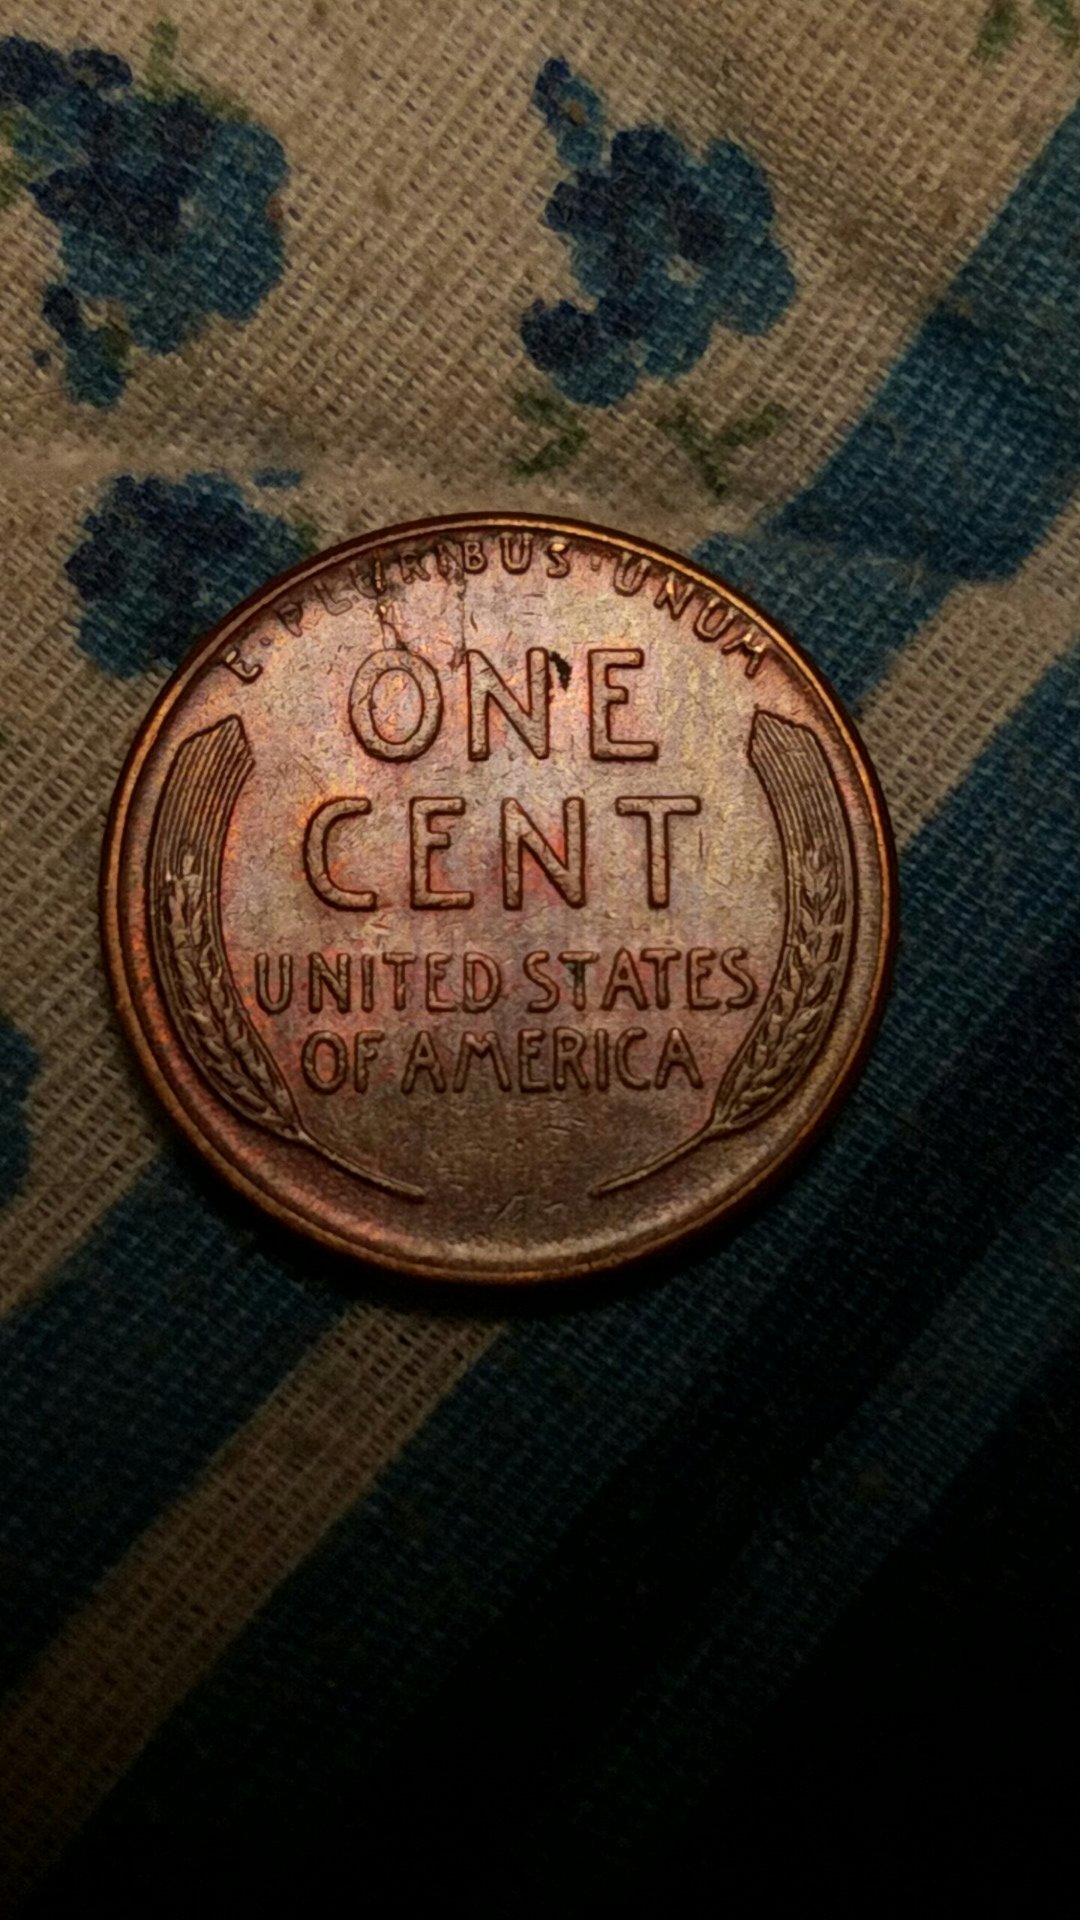 E·PLURIBUS·UNUM
ONE
CENT
UNITED STATES
OF AMERICA